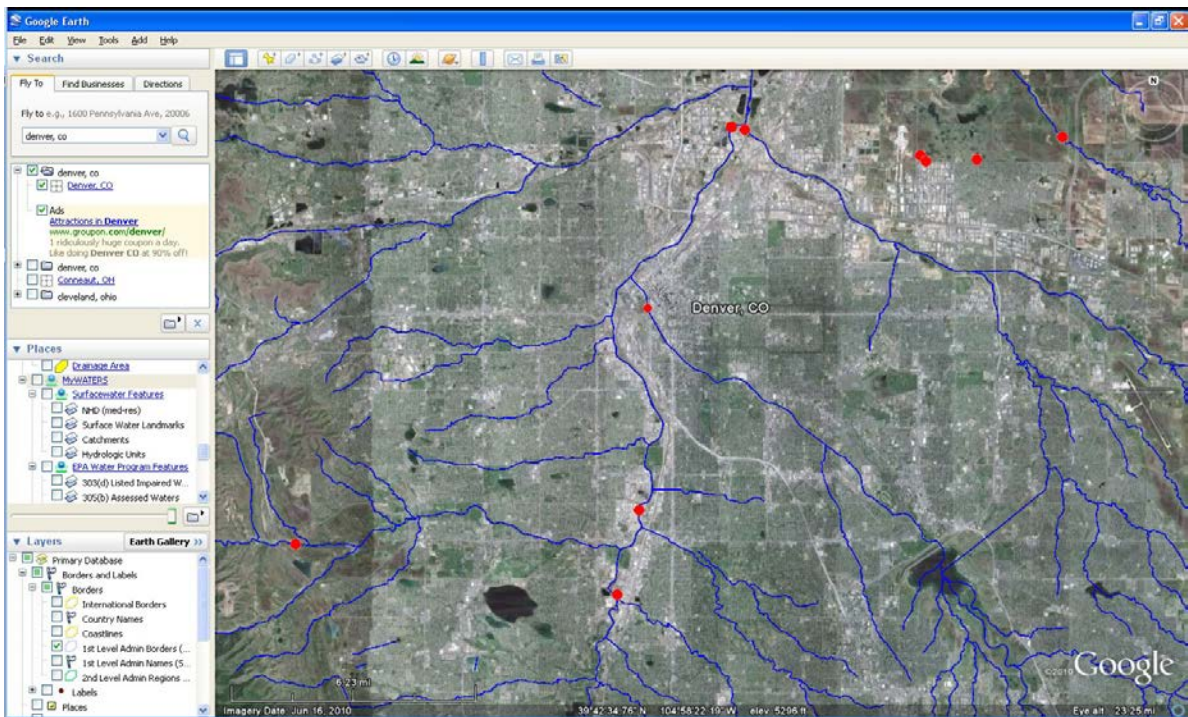 Google Earth
File Edit View Tools Add Help
Search
Fly To Find Businesses Directions
Fly to e.g., 1600 Pennsylvania Ave, 20006
denver, co
denver, co
Denver, CO
Ads
Attractions in Denver
www.groupon.com/denver/
1 ridiculously huge coupon a day.
Like doing Denver CO at 90% off!
denver, co
Conneaut, OH
cleveland, ohio
Places
Drainage Area
MyWATERS
Surfacewater Features
NHD (med-res)
Surface Water Landmarks
Catchments
Hydrologic Units
EPA Water Program Features
303(d) Listed Impaired W...
305(b) Assessed Waters
Layers Earth Gallery »
Primary Database
Borders and Labels
Borders
International Borders
Country Names
Coastlines
1st Level Admin Borders (...
1st Level Admin Names (S...
2nd Level Admin Regions ...
Labels
Places
N
Denver, CO
6.23 mi
©2010 Google
Imagery Date: Jun 16, 2010 39°42'34.76" N 104°58'22.19" W elev. 5296 ft Eye alt 23.25 mi